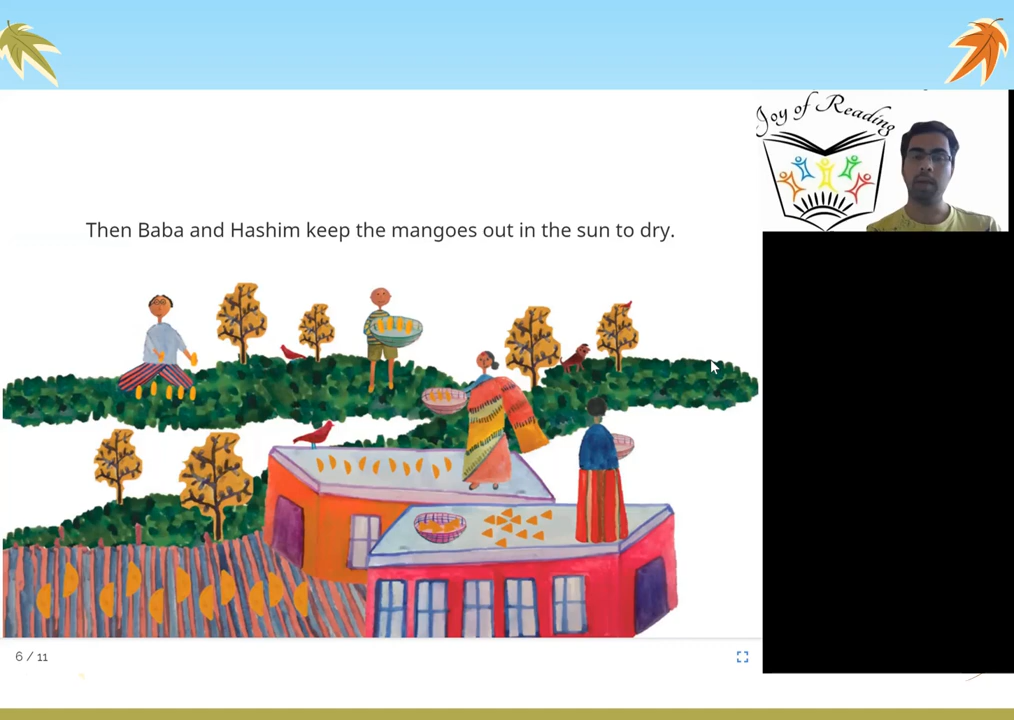 Joy of Reading
Then Baba and Hashim keep the mangoes out in the sun to dry.
6 / 11